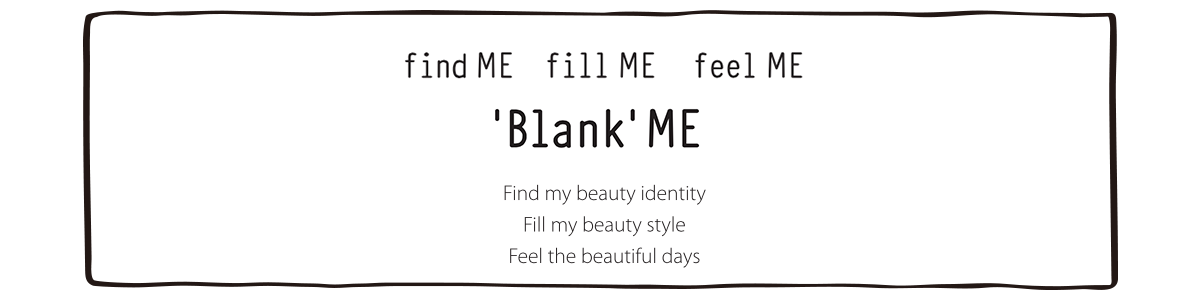 find ME fill ME feel ME
'Blank' ME
Find my beauty identity
Fill my beauty style
Feel the beautiful days